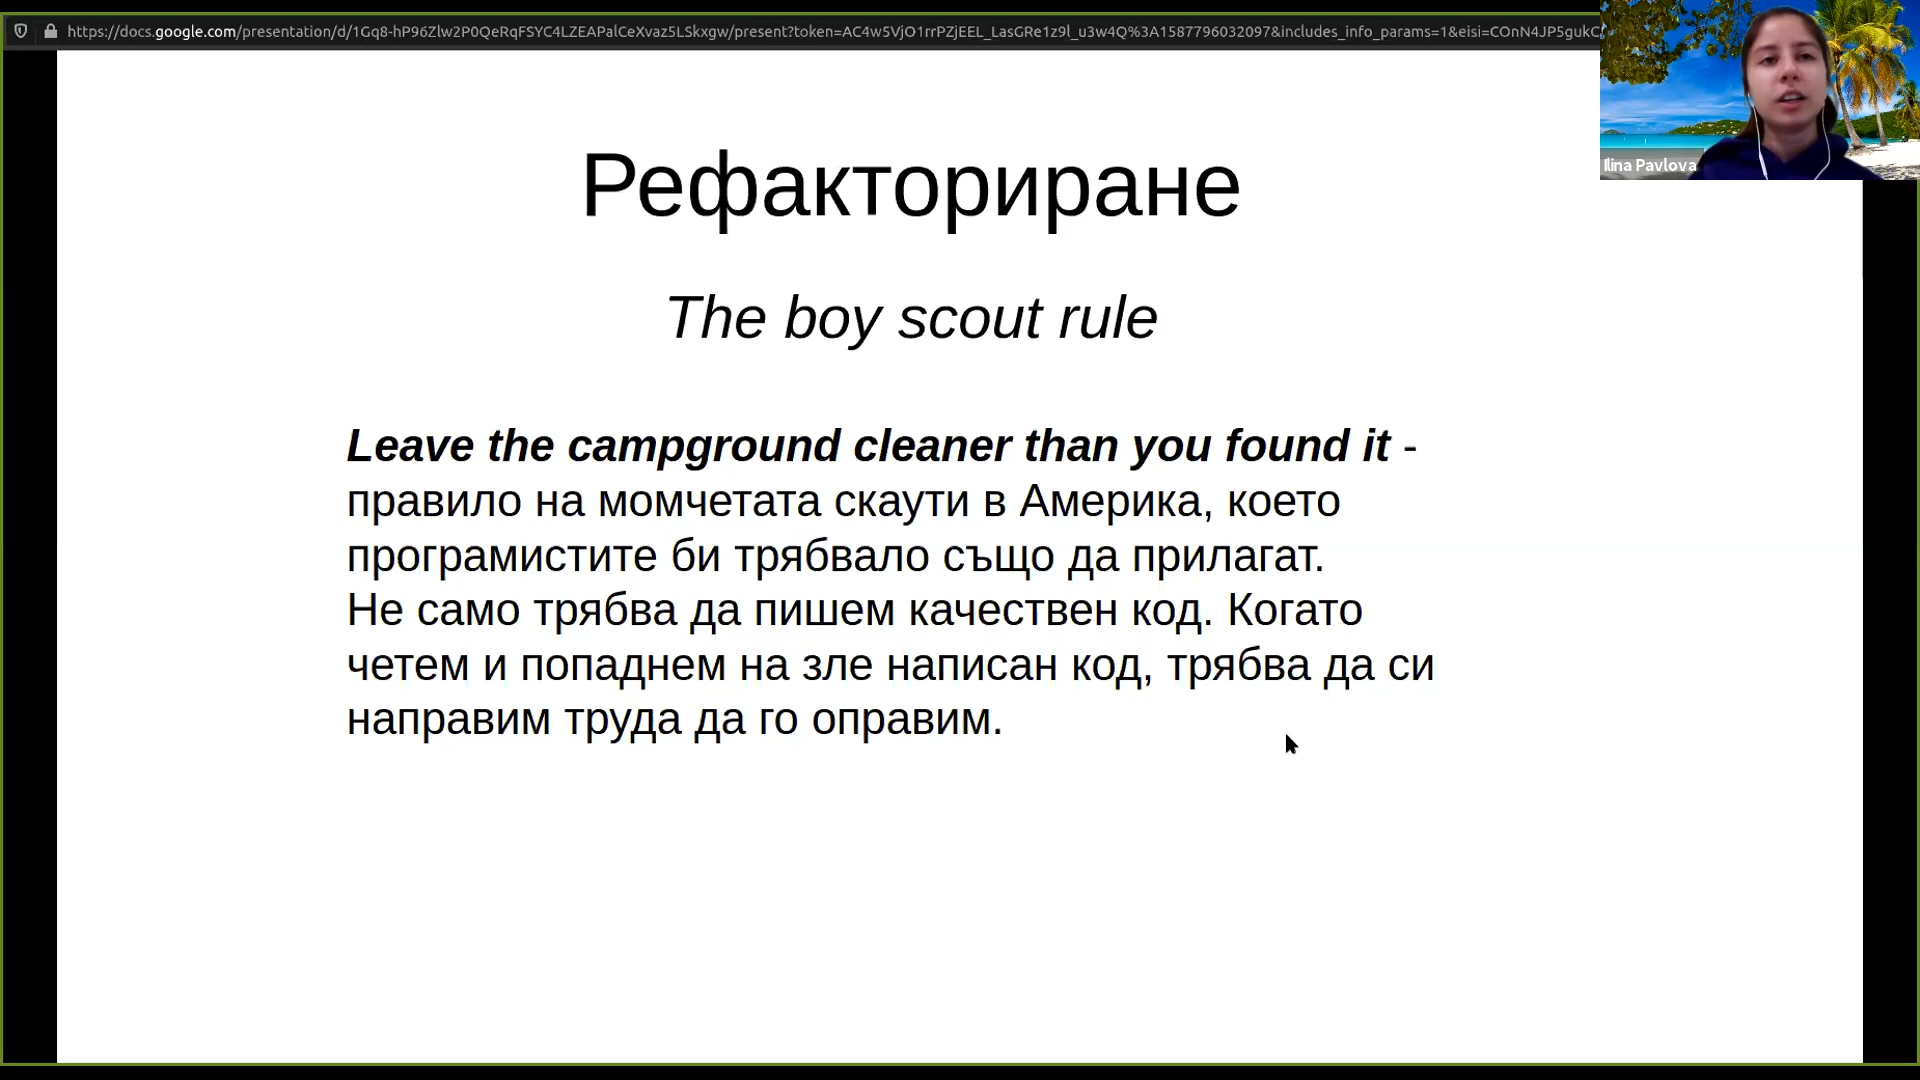 https://docs.google.com/presentation/d/1Gq8-hP96Zlw2P0QeRqFSYC4LZEAPalCeXvaz5LSkxgw/present?token=AC4w5VjO1rrPZjEEL_LasGRe1z9l_u3w4Q%3A1587796032097&includes_info_params=1&eisi=COnN4JP5gukC
Ilina Pavlova
Рефакториране
The boy scout rule
Leave the campground cleaner than you found it -
правило на момчетата скаути в Америка, което
програмистите би трябвало също да прилагат.
Не само трябва да пишем качествен код. Когато
четем и попаднем на зле написан код, трябва да си
направим труда да го оправим.